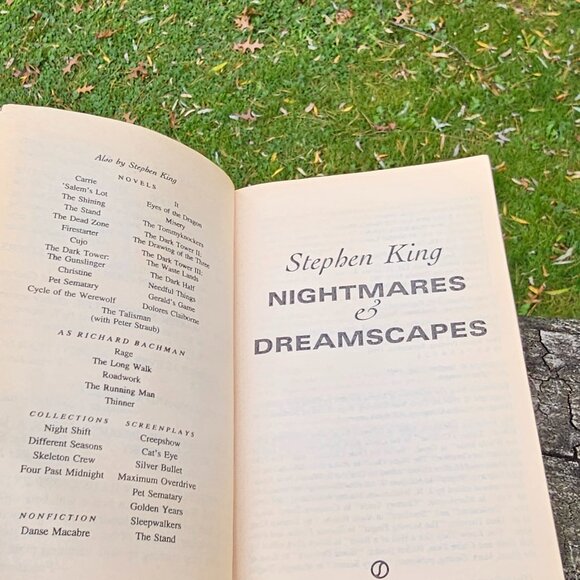 Also by Stephen King
NOVELS
Carrie
'Salem's Lot
The Shining
The Stand
The Dead Zone
Firestarter
Cujo
The Dark Tower:
The Gunslinger
Christine
Pet Sematary
Cycle of the Werewolf
It
Eyes of the Dragon
Misery
The Tommyknockers
The Dark Tower II:
The Drawing of the Three
The Dark Tower III:
The Waste Lands
The Dark Half
Needful Things
Gerald's Game
Dolores Claiborne
The Talisman
(with Peter Straub)
AS RICHARD BACHMAN
Rage
The Long Walk
Roadwork
The Running Man
Thinner
COLLECTIONS
Night Shift
Different Seasons
Skeleton Crew
Four Past Midnight
SCREENPLAYS
Creepshow
Cat's Eye
Silver Bullet
Maximum Overdrive
Pet Sematary
Golden Years
Sleepwalkers
The Stand
NONFICTION
Danse Macabre
Stephen King
NIGHTMARES
&
DREAMSCAPES